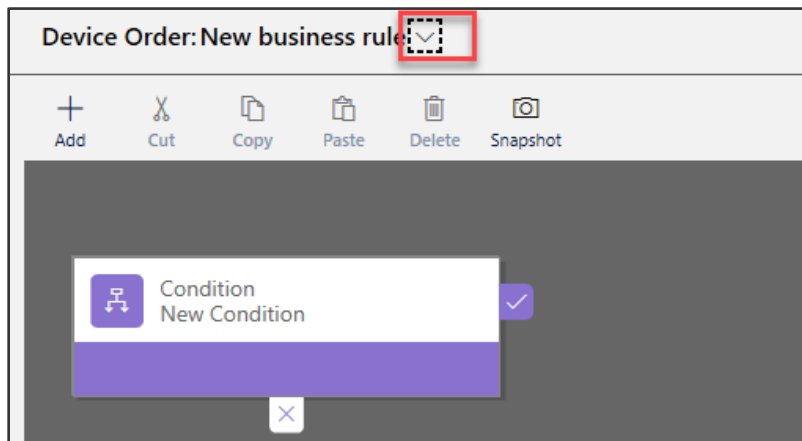 Device Order: New business rule
Add Cut Copy Paste Delete Snapshot
Condition
New Condition